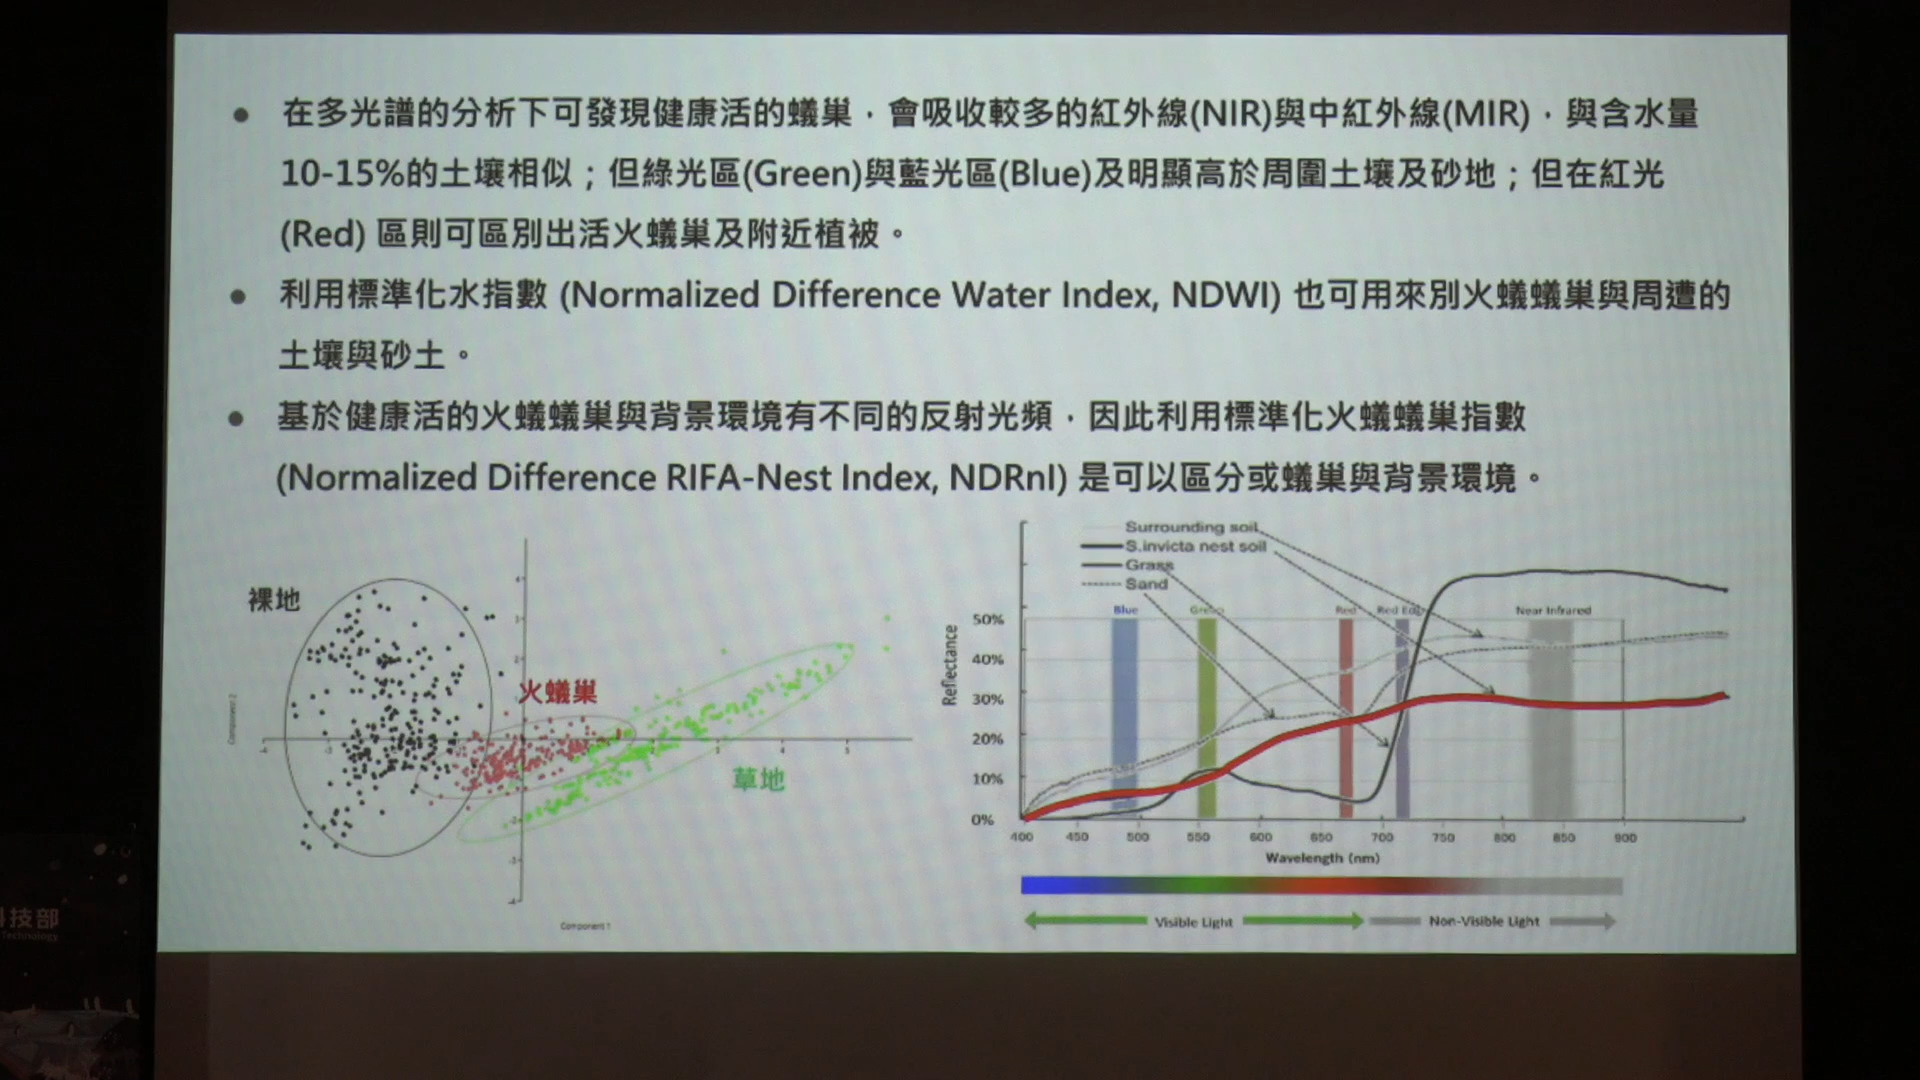 ● 在多光譜的分析下可發現健康活的蟻巢，會吸收較多的紅外線(NIR)與中紅外線(MIR)，與含水量
10-15%的土壤相似；但綠光區(Green)與藍光區(Blue)及明顯高於周圍土壤及砂地；但在紅光
(Red) 區則可區別出活火蟻巢及附近植被。
● 利用標準化水指數 (Normalized Difference Water Index, NDWI) 也可用來別火蟻蟻巢與周遭的
土壤與砂土。
● 基於健康活的火蟻蟻巢與背景環境有不同的反射光頻，因此利用標準化火蟻蟻巢指數
(Normalized Difference RIFA-Nest Index, NDRnI) 是可以區分或蟻巢與背景環境。
裸地
火蟻巢
草地
Component 2
Component 1
Surrounding soil
S.invicta nest soil
Grass
Sand
Blue Green Red Red Edge Near Infrared
Reflectance
50%
40%
30%
20%
10%
0%
400 450 500 550 600 650 700 750 800 850 900
Wavelength (nm)
Visible Light Non-Visible Light
技部
Technology